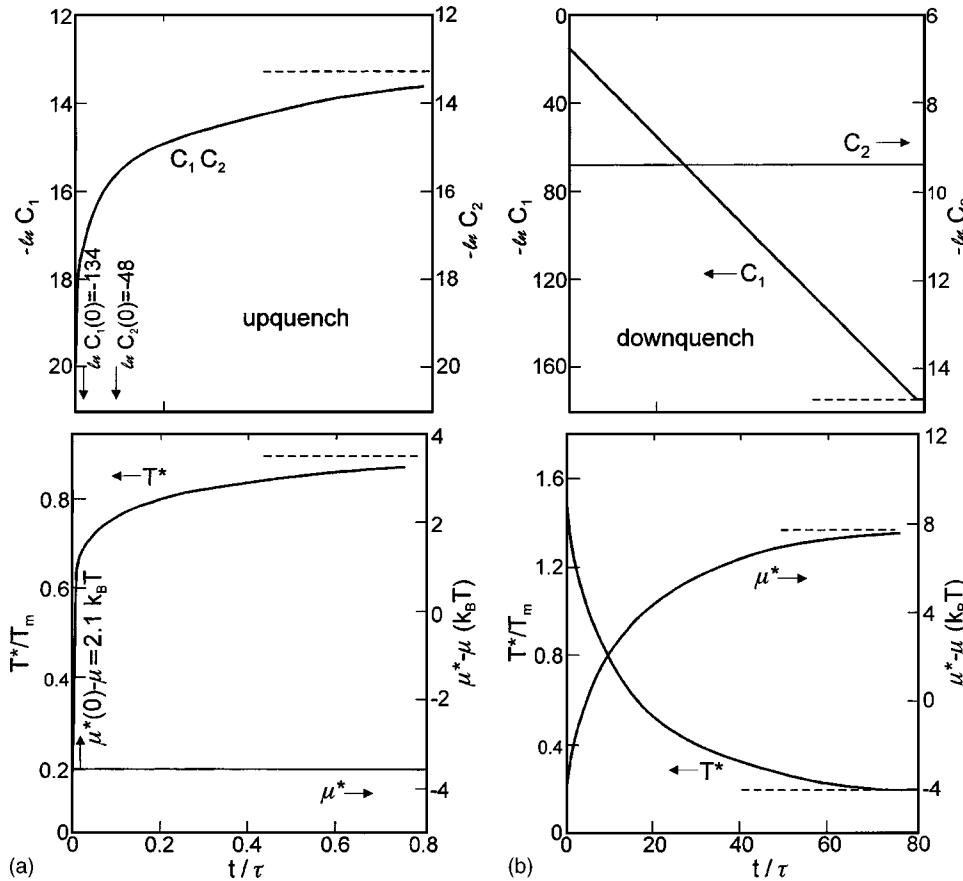 12
14
16
18
20
-ln C₁
12
14
16
18
20
-ln C₂
C₁ C₂
ln C₁(0)=-134
ln C₂(0)=-48
upquench
0
40
60
80
120
160
-ln C₁
6
8
10
12
14
C₂ →
← C₁
downquench
0.8
0.6
0.4
0.2
0
T*/Tₘ
4
2
0
-2
-4
μ*-μ (k_BT)
← T*
μ*(0)-μ=2.1 k_BT
μ* →
0
0.2
0.4
0.6
0.8
t / τ
(a)
1.6
1.2
0.8
0.4
0
T*/Tₘ
12
8
4
0
-4
μ*-μ (k_BT)
μ* →
← T*
0
20
40
60
80
t / τ
(b)